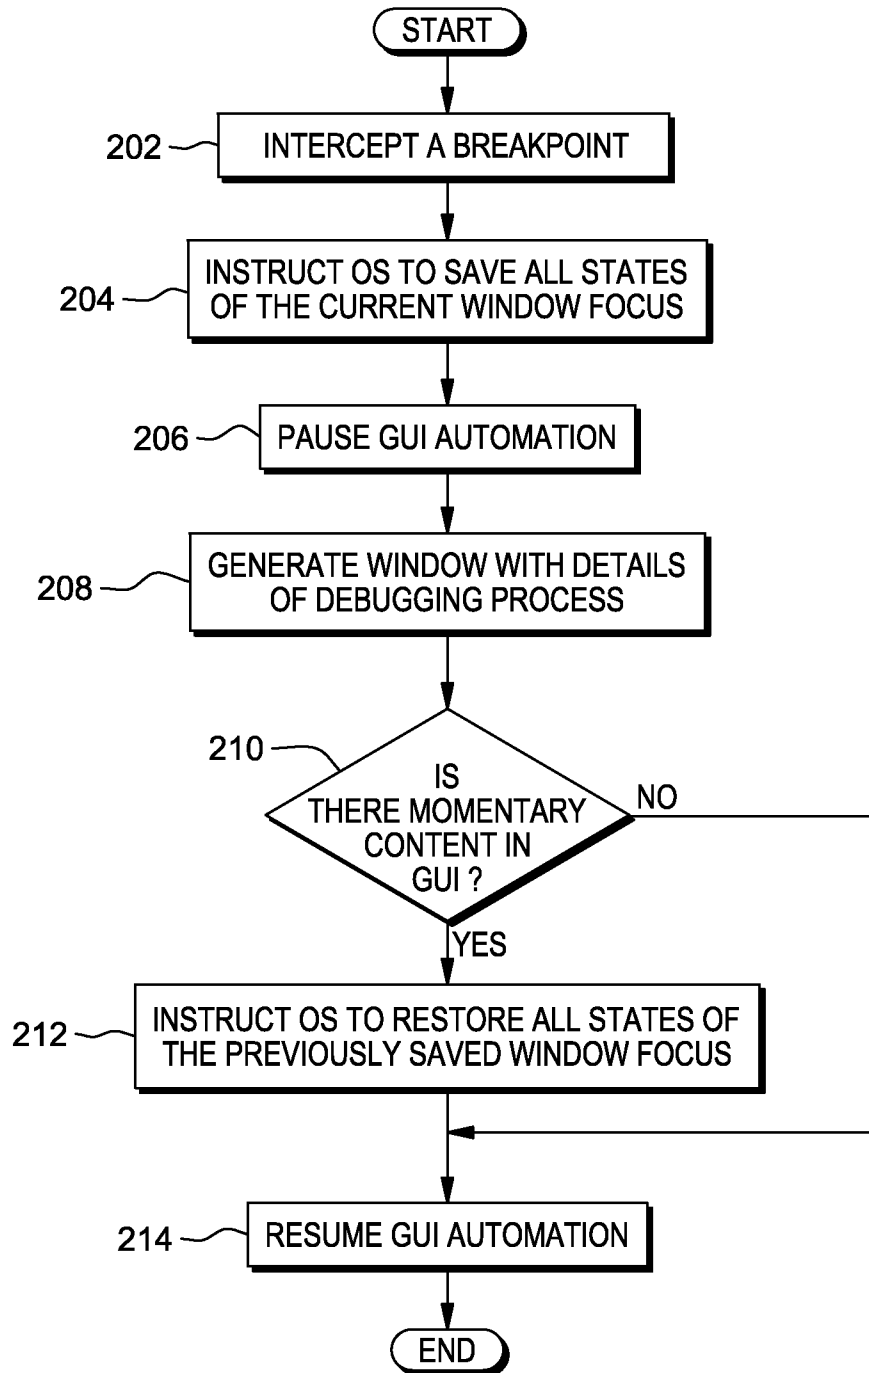 START
202
INTERCEPT A BREAKPOINT
204
INSTRUCT OS TO SAVE ALL STATES
OF THE CURRENT WINDOW FOCUS
206
PAUSE GUI AUTOMATION
208
GENERATE WINDOW WITH DETAILS
OF DEBUGGING PROCESS
210
IS
THERE MOMENTARY
CONTENT IN
GUI ?
NO
YES
212
INSTRUCT OS TO RESTORE ALL STATES OF
THE PREVIOUSLY SAVED WINDOW FOCUS
214
RESUME GUI AUTOMATION
END